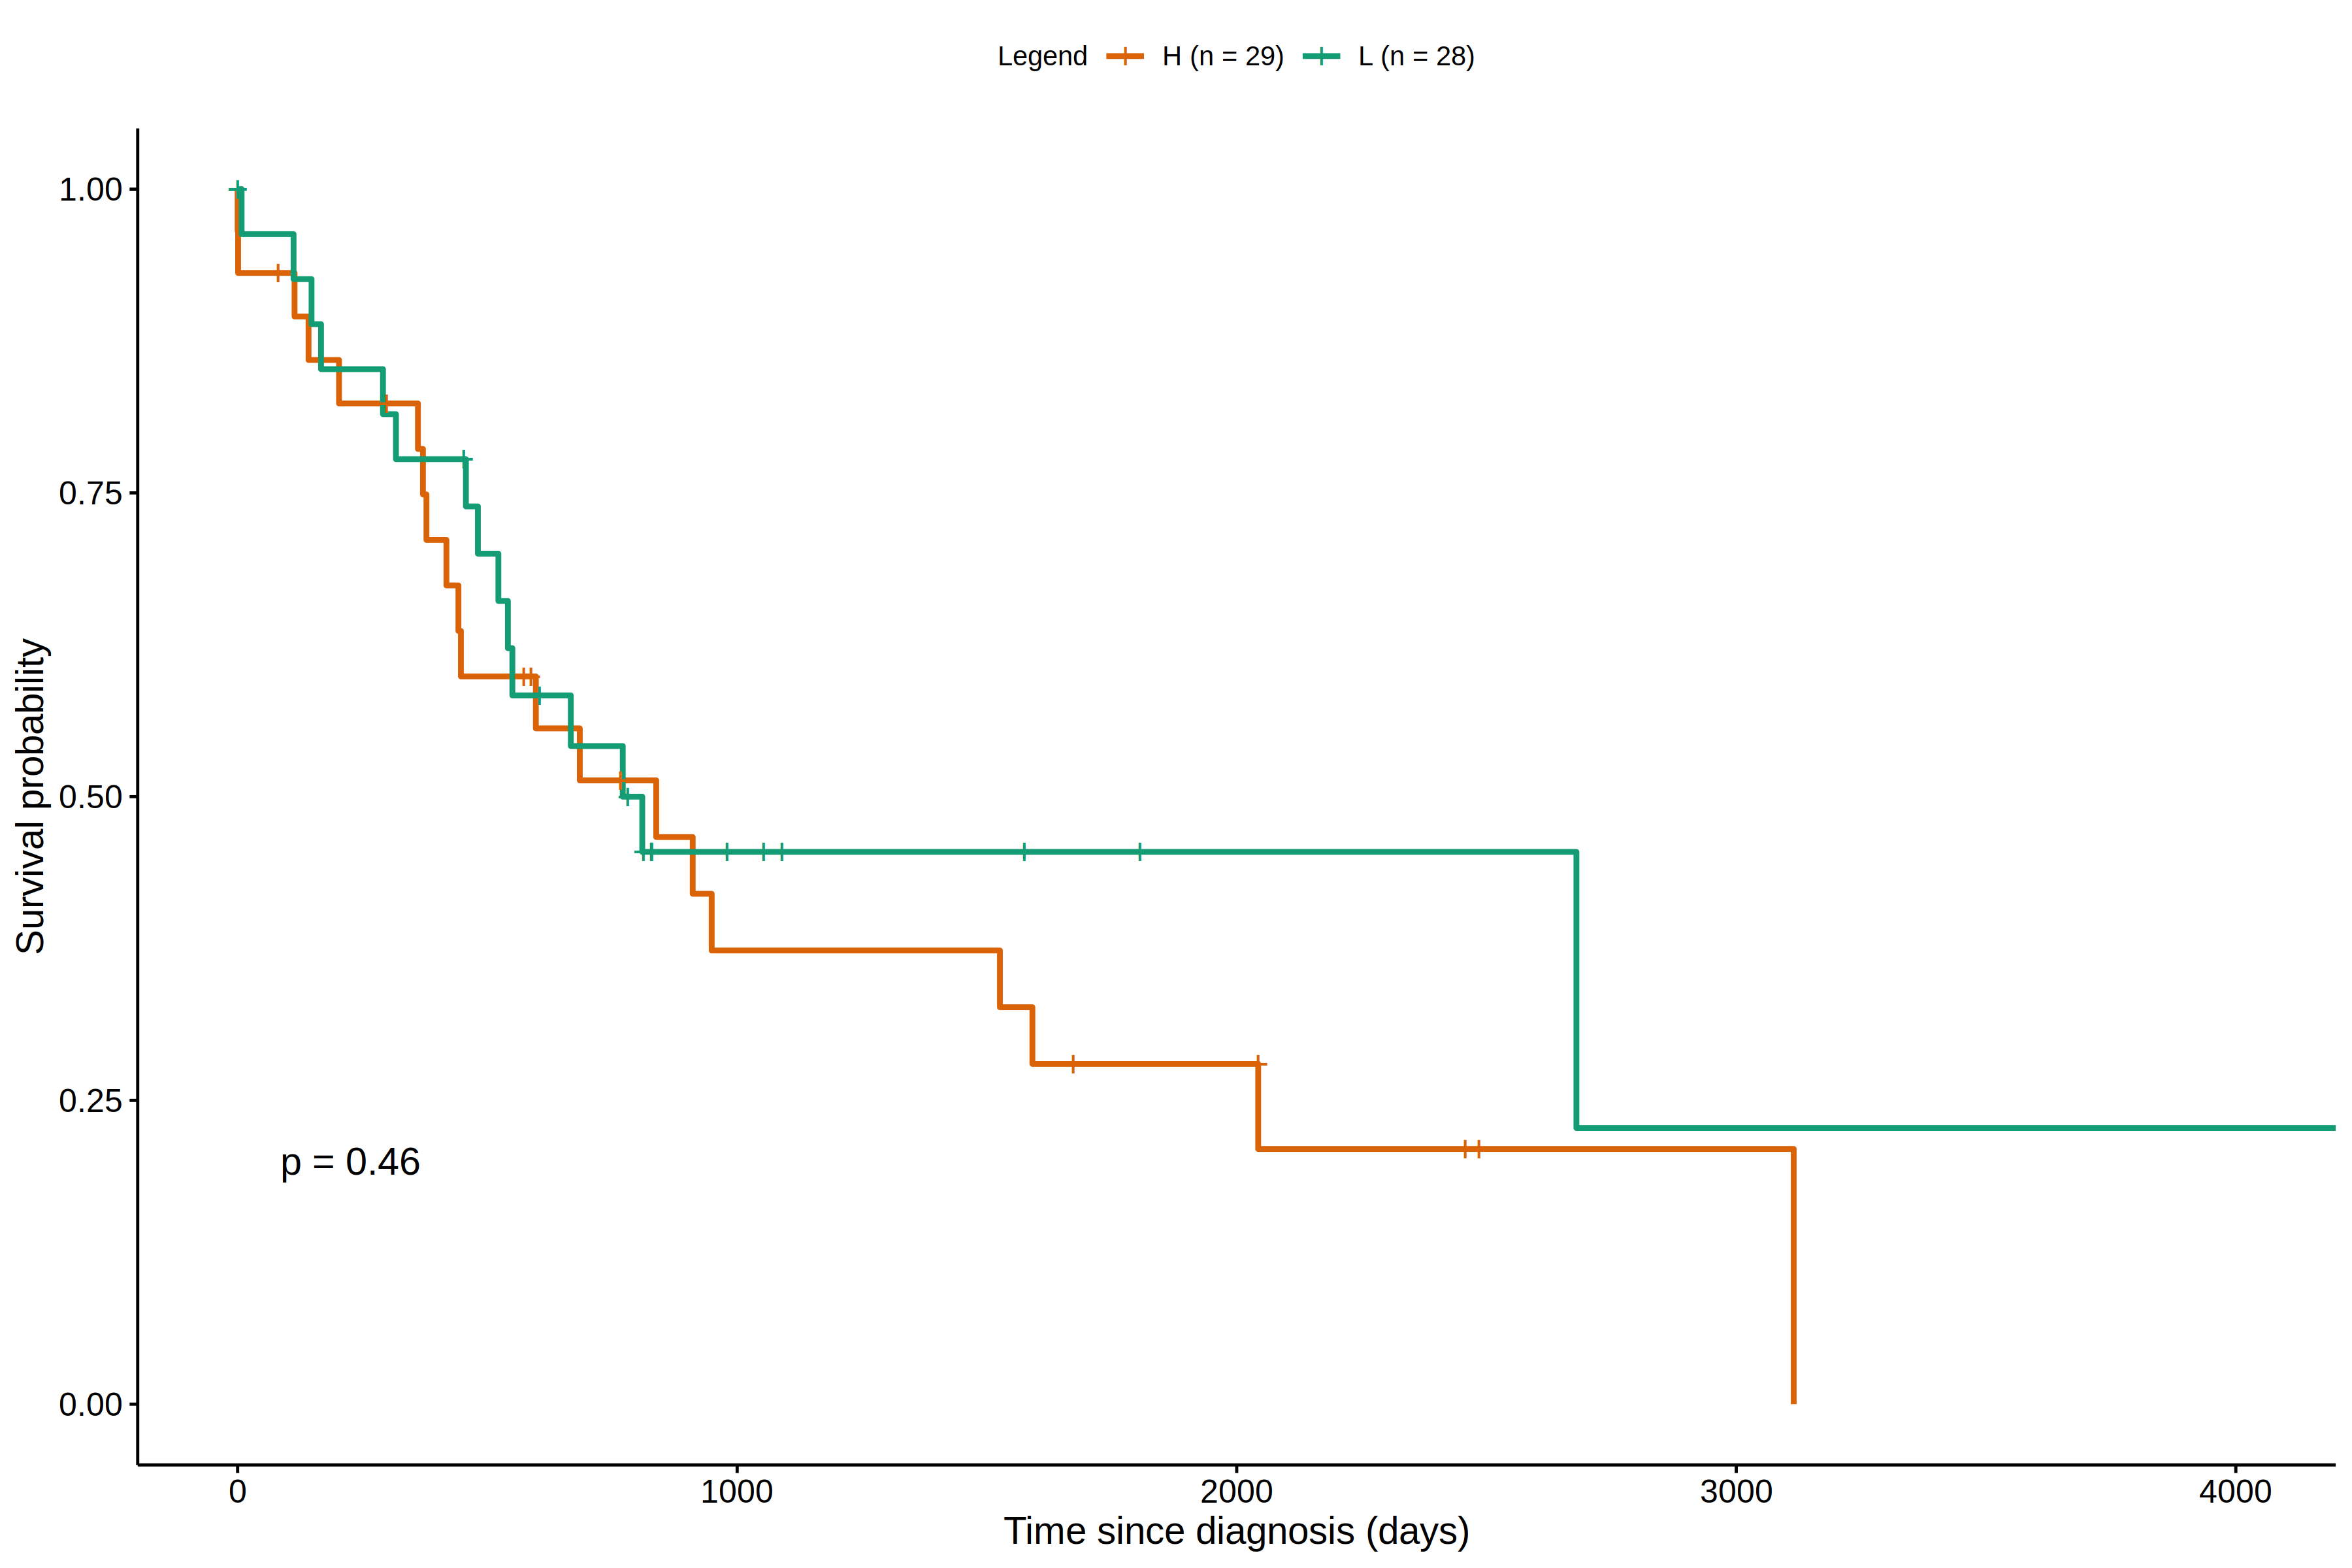 Legend H (n = 29) L (n = 28)
Survival probability
1.00
0.75
0.50
0.25
0.00
p = 0.46
0 1000 2000 3000 4000
Time since diagnosis (days)